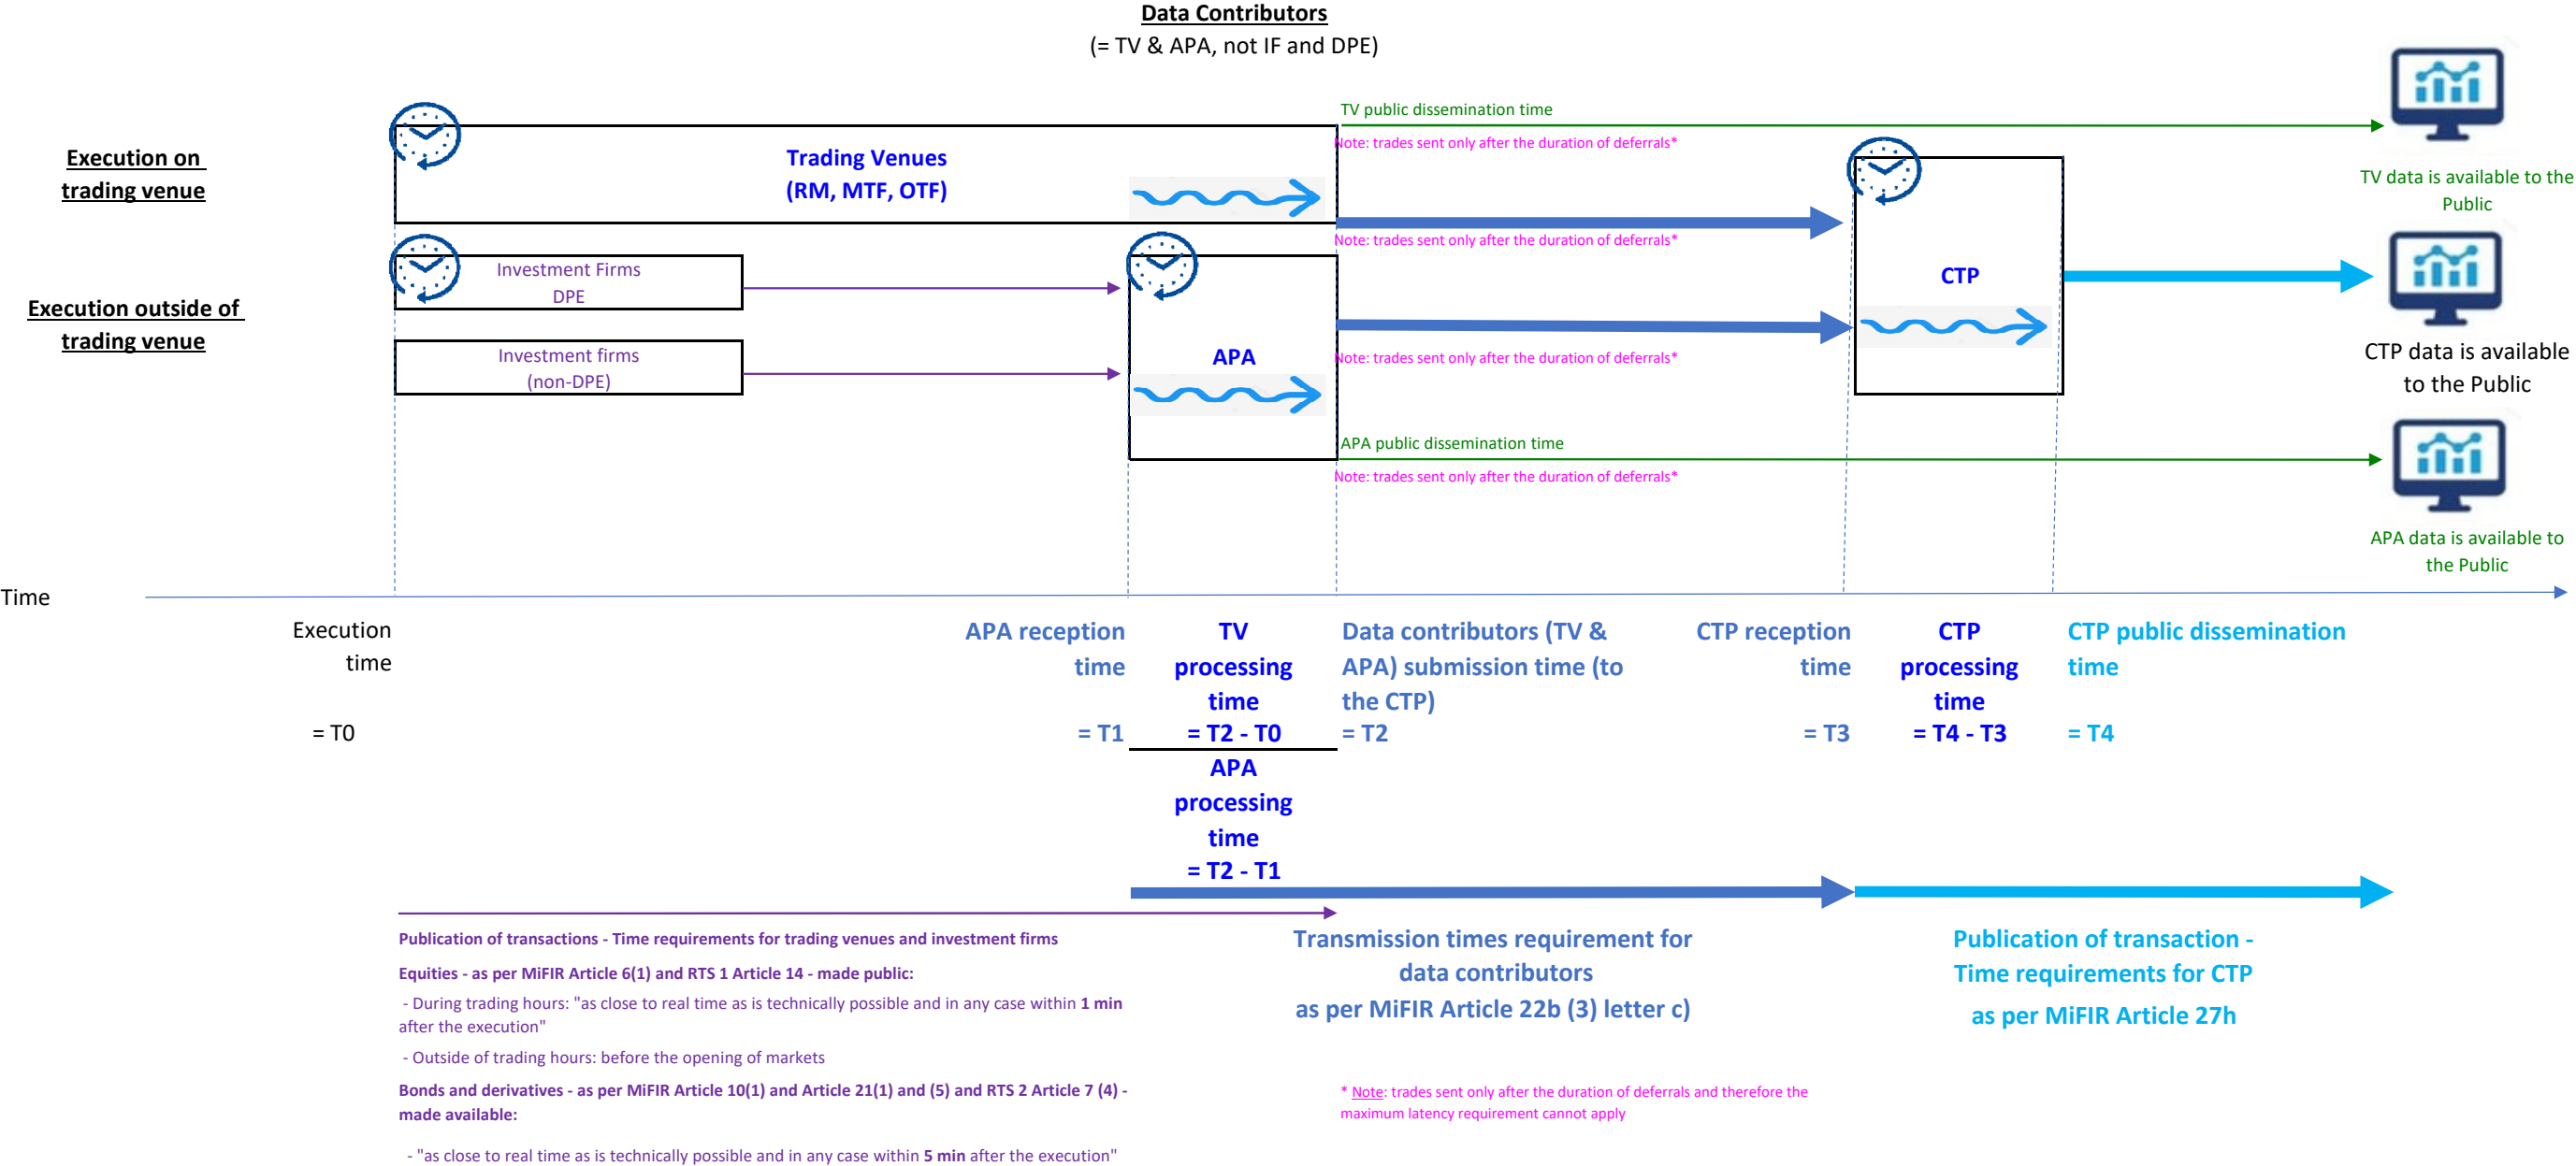 Data Contributors
(= TV & APA, not IF and DPE)
TV public dissemination time
Note: trades sent only after the duration of deferrals*
Execution on
trading venue
Trading Venues
(RM, MTF, OTF)
TV data is available to the
Public
Note: trades sent only after the duration of deferrals*
Investment Firms
DPE
CTP
Execution outside of
trading venue
Investment firms
(non-DPE)
APA
Note: trades sent only after the duration of deferrals*
CTP data is available
to the Public
APA public dissemination time
Note: trades sent only after the duration of deferrals*
APA data is available to
the Public
Time
Execution
time
= T0
APA reception
time
= T1
TV
processing
time
= T2 - T0
APA
processing
time
= T2 - T1
Data contributors (TV &
APA) submission time (to
the CTP)
= T2
CTP reception
time
= T3
CTP
processing
time
= T4 - T3
CTP public dissemination
time
= T4
Publication of transactions - Time requirements for trading venues and investment firms
Equities - as per MiFIR Article 6(1) and RTS 1 Article 14 - made public:
- During trading hours: "as close to real time as is technically possible and in any case within 1 min
after the execution"
- Outside of trading hours: before the opening of markets
Bonds and derivatives - as per MiFIR Article 10(1) and Article 21(1) and (5) and RTS 2 Article 7 (4) -
made available:
- "as close to real time as is technically possible and in any case within 5 min after the execution"
Transmission times requirement for
data contributors
as per MiFIR Article 22b (3) letter c)
* Note: trades sent only after the duration of deferrals and therefore the
maximum latency requirement cannot apply
Publication of transaction -
Time requirements for CTP
as per MiFIR Article 27h